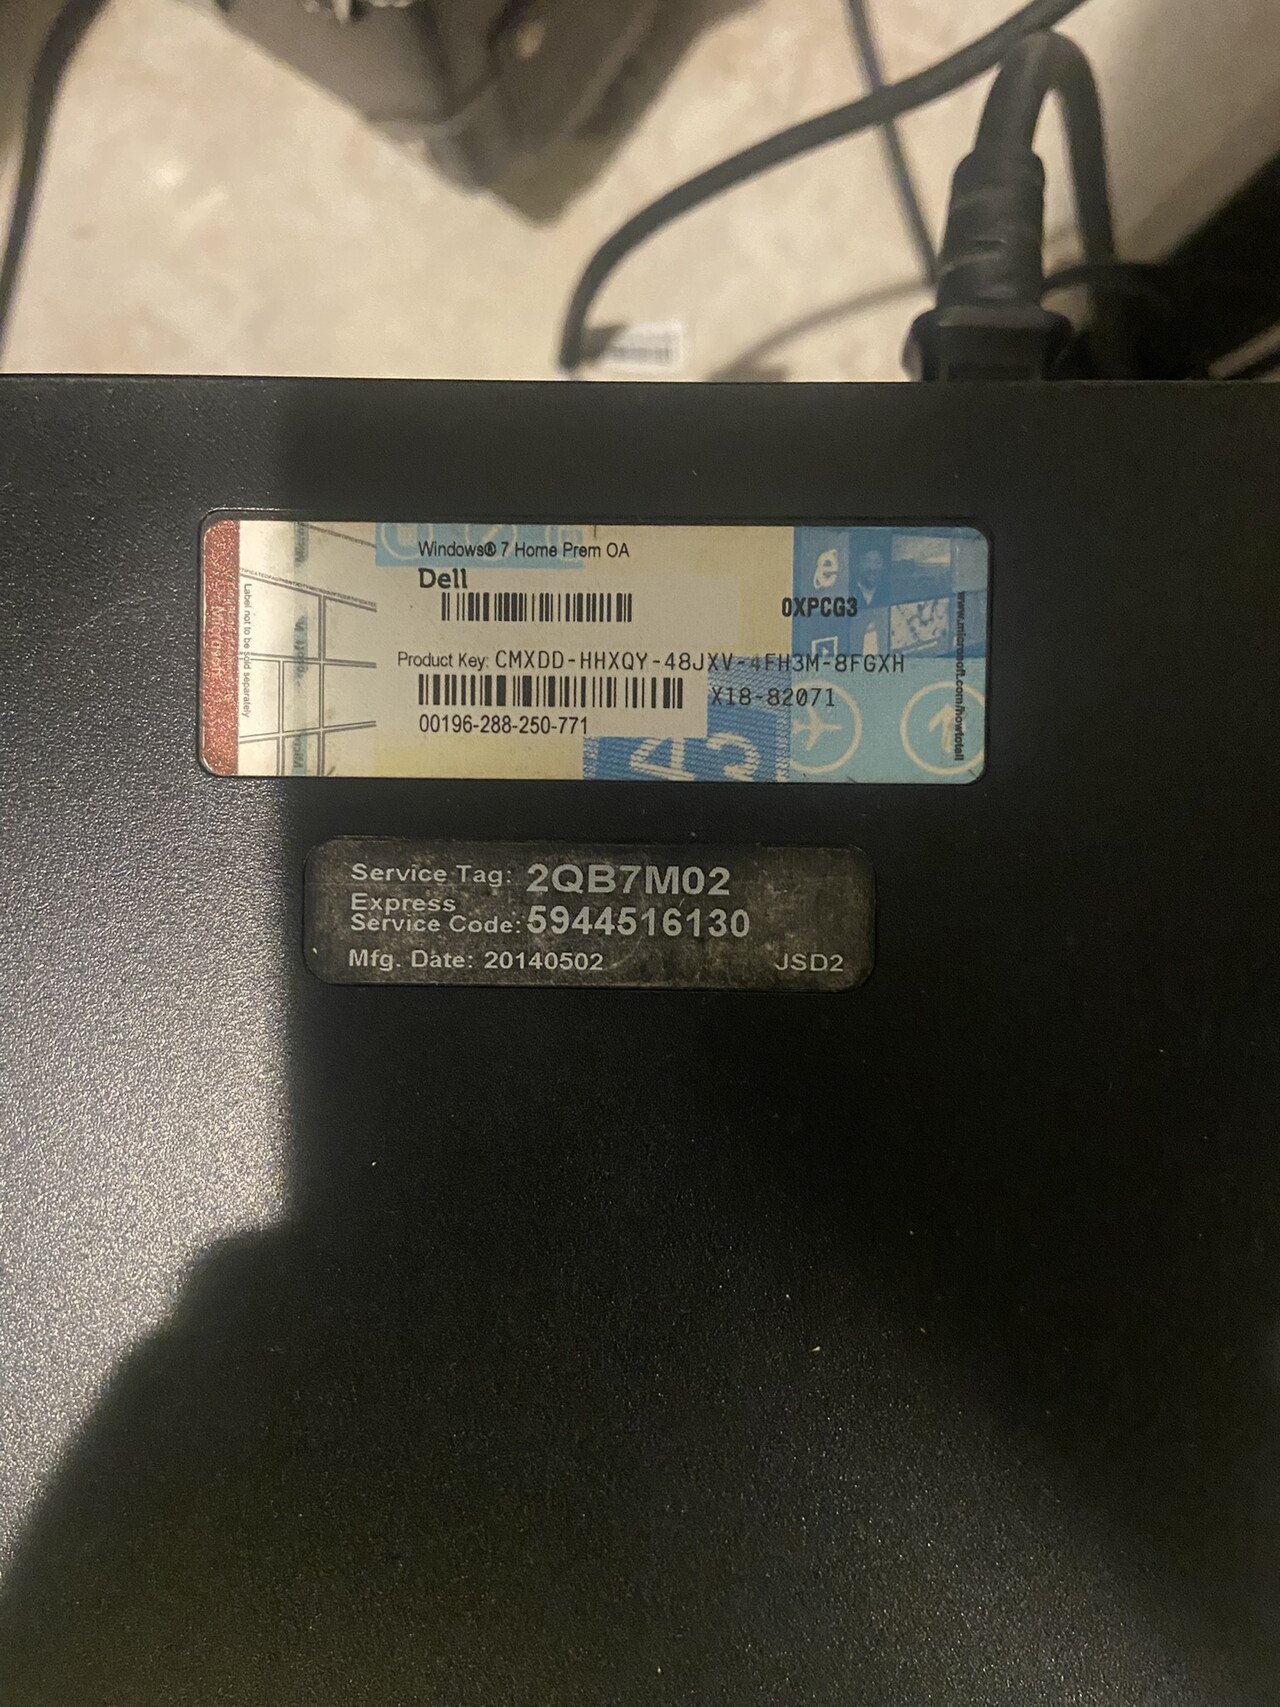 Windows® 7 Home Prem OA
Dell
0XPCG3
Product Key: CMXDD-HHXQY-48JXV-4FH3M-8FGXH
X18-82071
00196-288-250-771
Label not to be sold separately
www.microsoft.com/howtotell
Service Tag: 2QB7M02
Express
Service Code: 5944516130
Mfg. Date: 20140502 JSD2